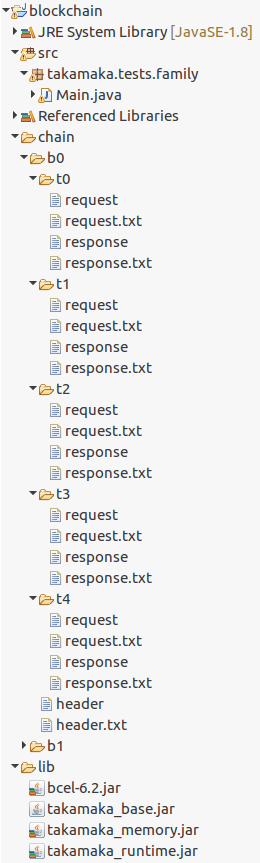 blockchain
JRE System Library [JavaSE-1.8]
src
takamaka.tests.family
Main.java
Referenced Libraries
chain
b0
t0
request
request.txt
response
response.txt
t1
request
request.txt
response
response.txt
t2
request
request.txt
response
response.txt
t3
request
request.txt
response
response.txt
t4
request
request.txt
response
response.txt
header
header.txt
b1
lib
bcel-6.2.jar
takamaka_base.jar
takamaka_memory.jar
takamaka_runtime.jar